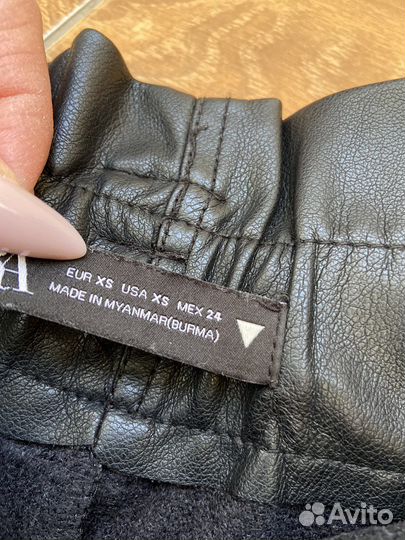 EUR XS USA XS MEX 24
MADE IN MYANMAR(BURMA)
Avito